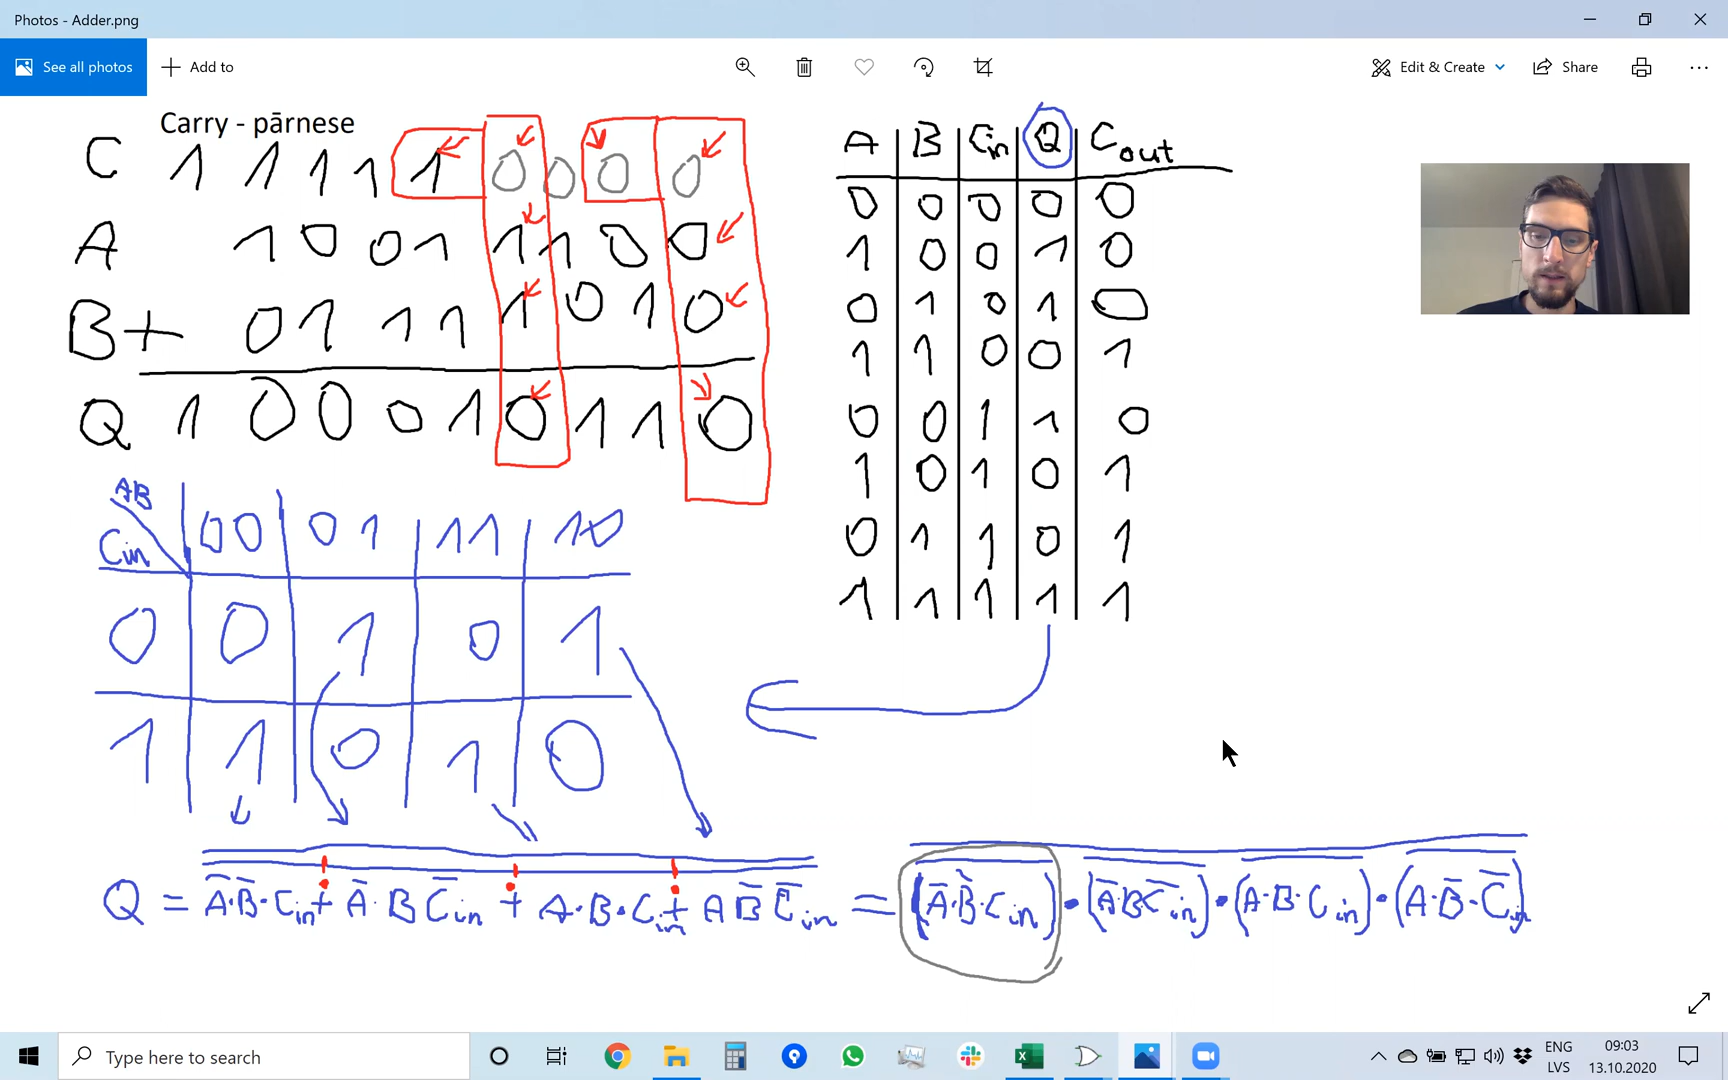 Photos - Adder.png
See all photos
Add to
Edit & Create
Share
Carry - pārnese
C 1 1 1 1 1 0 0 0 0
A 1 0 0 1 1 1 0 0
B + 0 1 1 1 1 0 1 0
Q 1 0 0 0 1 0 1 1 0
A B Cin Q Cout
0 0 0 0 0
1 0 0 1 0
0 1 0 1 0
1 1 0 0 1
0 0 1 1 0
1 0 1 0 1
0 1 1 0 1
1 1 1 1 1
AB
Cin 00 01 11 10
0 0 1 0 1
1 1 0 1 0
Q = A̅·B̅·Cin + A̅·B C̅in + A·B·Cin + A B̅ C̅in = (A̅·B̅·Cin)·(A̅ B C̅in)·(A·B·Cin)·(A·B̅·C̅in)
Type here to search
ENG
LVS
09:03
13.10.2020